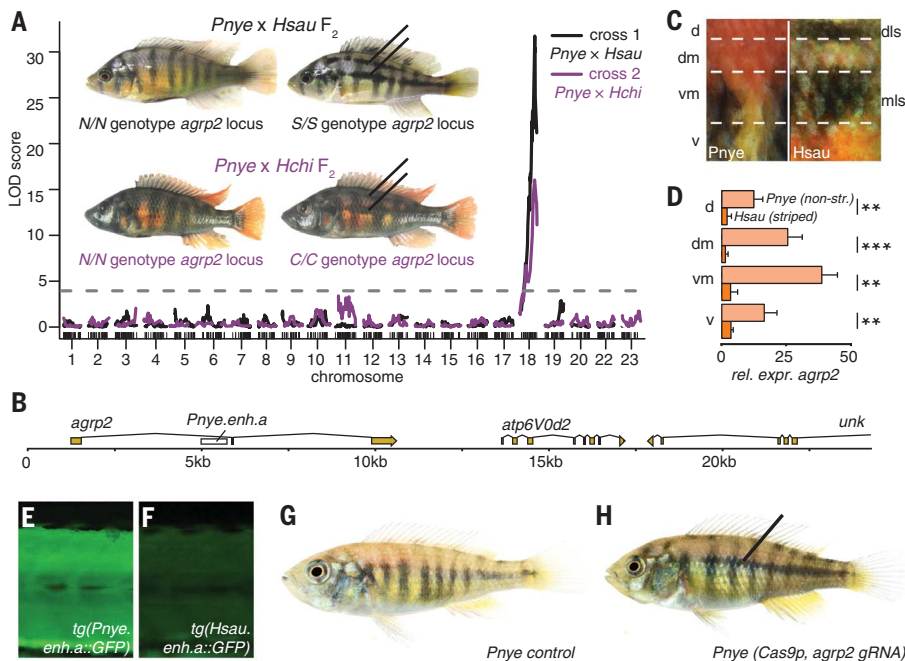 A
Pnye x Hsau F2
cross 1
Pnye × Hsau
cross 2
Pnye × Hchi
N/N genotype agrp2 locus
S/S genotype agrp2 locus
Pnye x Hchi F2
N/N genotype agrp2 locus
C/C genotype agrp2 locus
LOD score
30
25
20
15
10
5
0
1 2 3 4 5 6 7 8 9 10 11 12 13 14 15 16 17 18 19 20 21 22 23
chromosome
C
d
dm
vm
v
dls
mls
Pnye
Hsau
D
Pnye (non-str.)
Hsau (striped)
d
dm
vm
v
**
***
**
**
0 25 50
rel. expr. agrp2
B
agrp2
Pnye.enh.a
atp6V0d2
unk
0 5kb 10kb 15kb 20kb
E
tg(Pnye.
enh.a::GFP)
F
tg(Hsau.
enh.a::GFP)
G
Pnye control
H
Pnye (Cas9p, agrp2 gRNA)